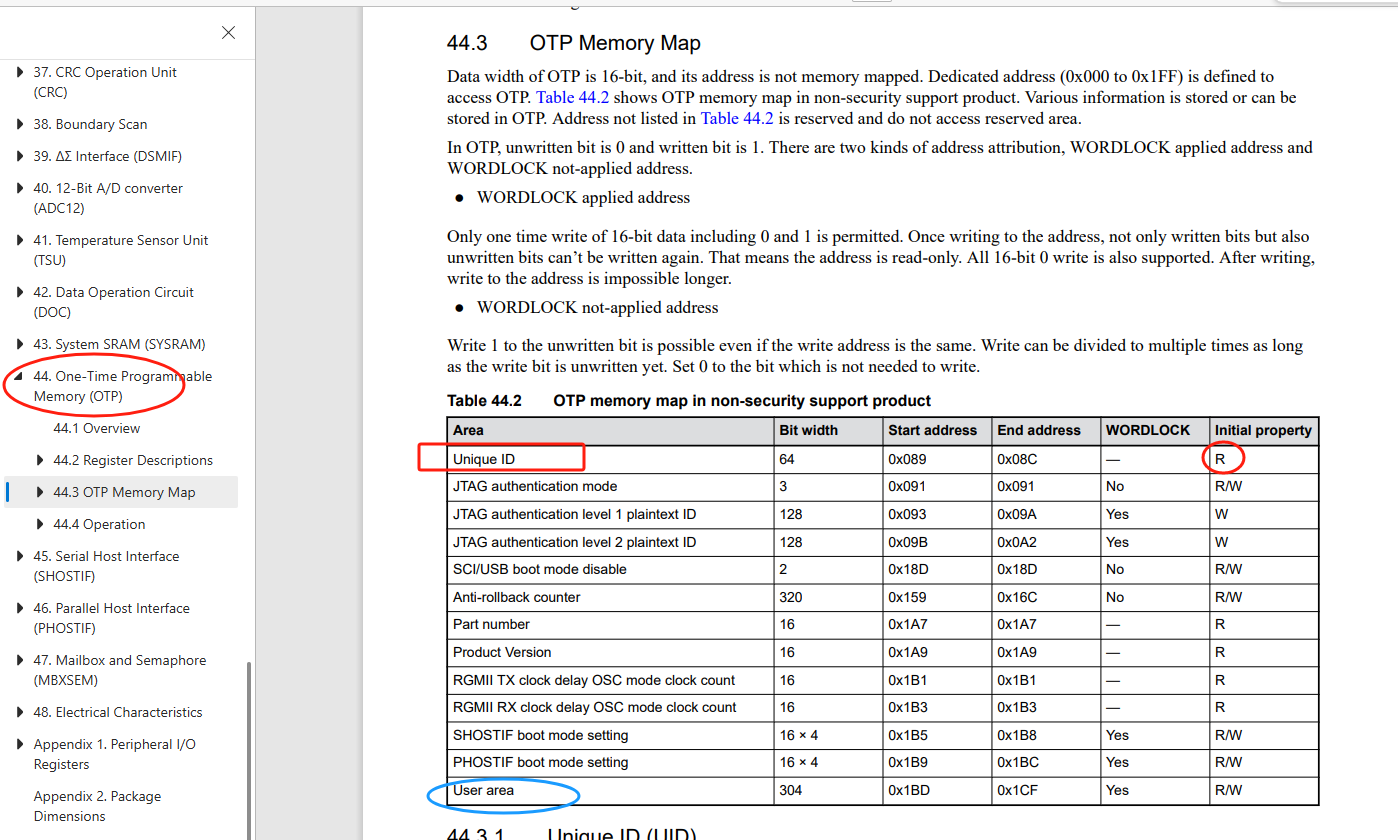 37. CRC Operation Unit
(CRC)
38. Boundary Scan
39. ΔΣ Interface (DSMIF)
40. 12-Bit A/D converter
(ADC12)
41. Temperature Sensor Unit
(TSU)
42. Data Operation Circuit
(DOC)
43. System SRAM (SYSRAM)
44. One-Time Programmable
Memory (OTP)
44.1 Overview
44.2 Register Descriptions
44.3 OTP Memory Map
44.4 Operation
45. Serial Host Interface
(SHOSTIF)
46. Parallel Host Interface
(PHOSTIF)
47. Mailbox and Semaphore
(MBXSEM)
48. Electrical Characteristics
Appendix 1. Peripheral I/O
Registers
Appendix 2. Package
Dimensions
44.3 OTP Memory Map
Data width of OTP is 16-bit, and its address is not memory mapped. Dedicated address (0x000 to 0x1FF) is defined to
access OTP. Table 44.2 shows OTP memory map in non-security support product. Various information is stored or can be
stored in OTP. Address not listed in Table 44.2 is reserved and do not access reserved area.
In OTP, unwritten bit is 0 and written bit is 1. There are two kinds of address attribution, WORDLOCK applied address and
WORDLOCK not-applied address.
● WORDLOCK applied address
Only one time write of 16-bit data including 0 and 1 is permitted. Once writing to the address, not only written bits but also
unwritten bits can’t be written again. That means the address is read-only. All 16-bit 0 write is also supported. After writing,
write to the address is impossible longer.
● WORDLOCK not-applied address
Write 1 to the unwritten bit is possible even if the write address is the same. Write can be divided to multiple times as long
as the write bit is unwritten yet. Set 0 to the bit which is not needed to write.
Table 44.2 OTP memory map in non-security support product
Area Bit width Start address End address WORDLOCK Initial property
Unique ID 64 0x089 0x08C — R
JTAG authentication mode 3 0x091 0x091 No R/W
JTAG authentication level 1 plaintext ID 128 0x093 0x09A Yes W
JTAG authentication level 2 plaintext ID 128 0x09B 0x0A2 Yes W
SCI/USB boot mode disable 2 0x18D 0x18D No R/W
Anti-rollback counter 320 0x159 0x16C No R/W
Part number 16 0x1A7 0x1A7 — R
Product Version 16 0x1A9 0x1A9 — R
RGMII TX clock delay OSC mode clock count 16 0x1B1 0x1B1 — R
RGMII RX clock delay OSC mode clock count 16 0x1B3 0x1B3 — R
SHOSTIF boot mode setting 16 × 4 0x1B5 0x1B8 Yes R/W
PHOSTIF boot mode setting 16 × 4 0x1B9 0x1BC Yes R/W
User area 304 0x1BD 0x1CF Yes R/W
44.3.1 Unique ID (UID)